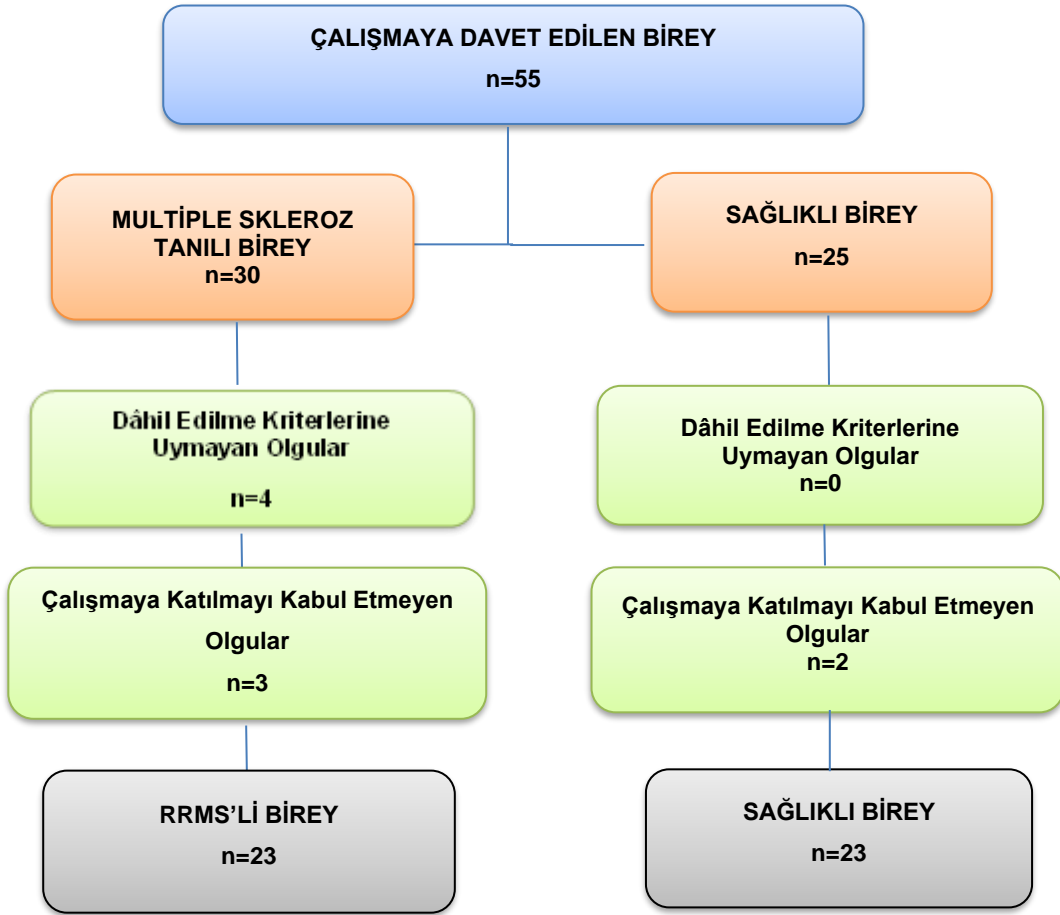 ÇALIŞMAYA DAVET EDİLEN BİREY
n=55
MULTİPLE SKLEROZ
TANILI BİREY
n=30
SAĞLIKLI BİREY
n=25
Dâhil Edilme Kriterlerine
Uymayan Olgular
n=4
Dâhil Edilme Kriterlerine
Uymayan Olgular
n=0
Çalışmaya Katılmayı Kabul Etmeyen
Olgular
n=3
Çalışmaya Katılmayı Kabul Etmeyen
Olgular
n=2
RRMS’Lİ BİREY
n=23
SAĞLIKLI BİREY
n=23